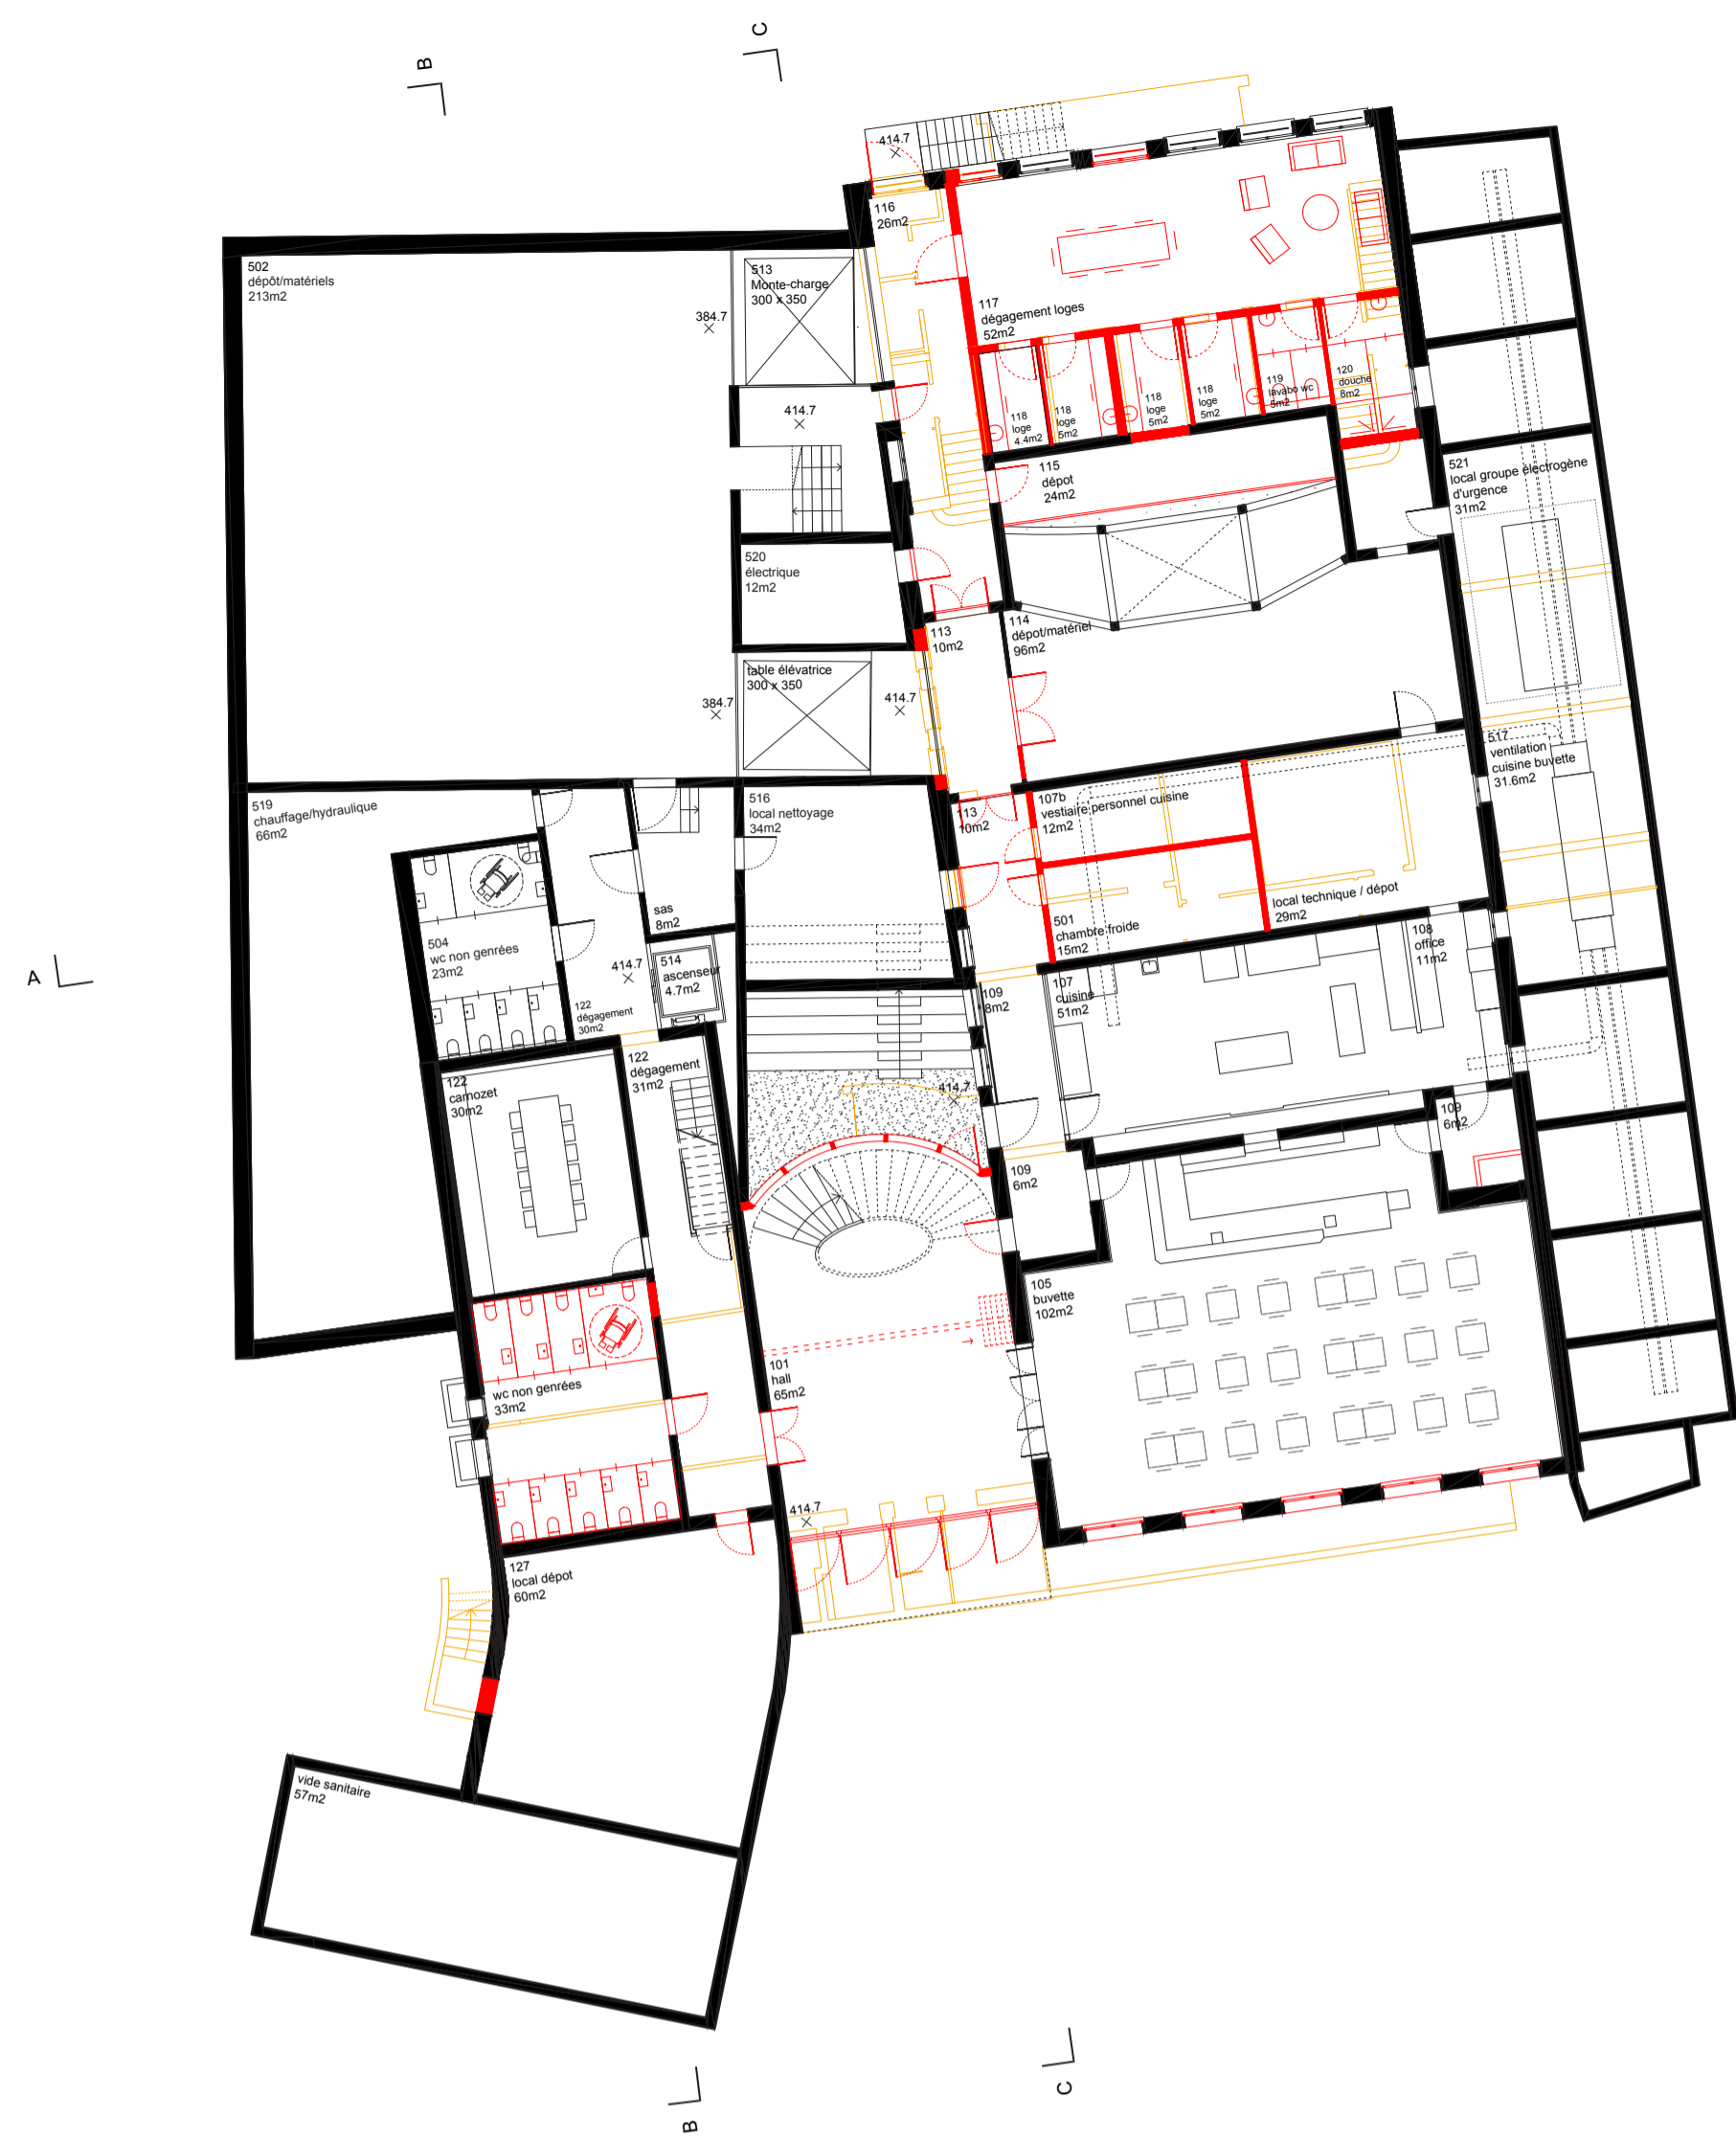 C
B
414.7
116
26m2
502
dépôt/matériels
213m2
513
Monte-charge
300 x 350
384.7
117
dégagement loges
52m2
118
loge
4.4m2
118
loge
5m2
118
loge
5m2
118
loge
5m2
119
lavabo wc
5m2
120
douche
8m2
414.7
115
dépot
24m2
521
local groupe électrogène
d'urgence
31m2
520
électrique
12m2
113
10m2
114
dépot/matériel
96m2
table élévatrice
300 x 350
384.7
414.7
517
ventilation
cuisine buvette
31.6m2
519
chauffage/hydraulique
66m2
516
local nettoyage
34m2
113
10m2
107b
vestiaire personnel cuisine
12m2
local technique / dépot
29m2
501
chambre froide
15m2
sas
8m2
504
wc non genrées
23m2
414.7
514
ascenseur
4.7m2
122
dégagement
30m2
A
109
8m2
107
cuisine
51m2
108
office
11m2
122
carnozet
30m2
122
dégagement
31m2
414.7
109
6m2
109
6m2
105
buvette
102m2
101
hall
65m2
wc non genrées
33m2
414.7
127
local dépot
60m2
vide sanitaire
57m2
C
B